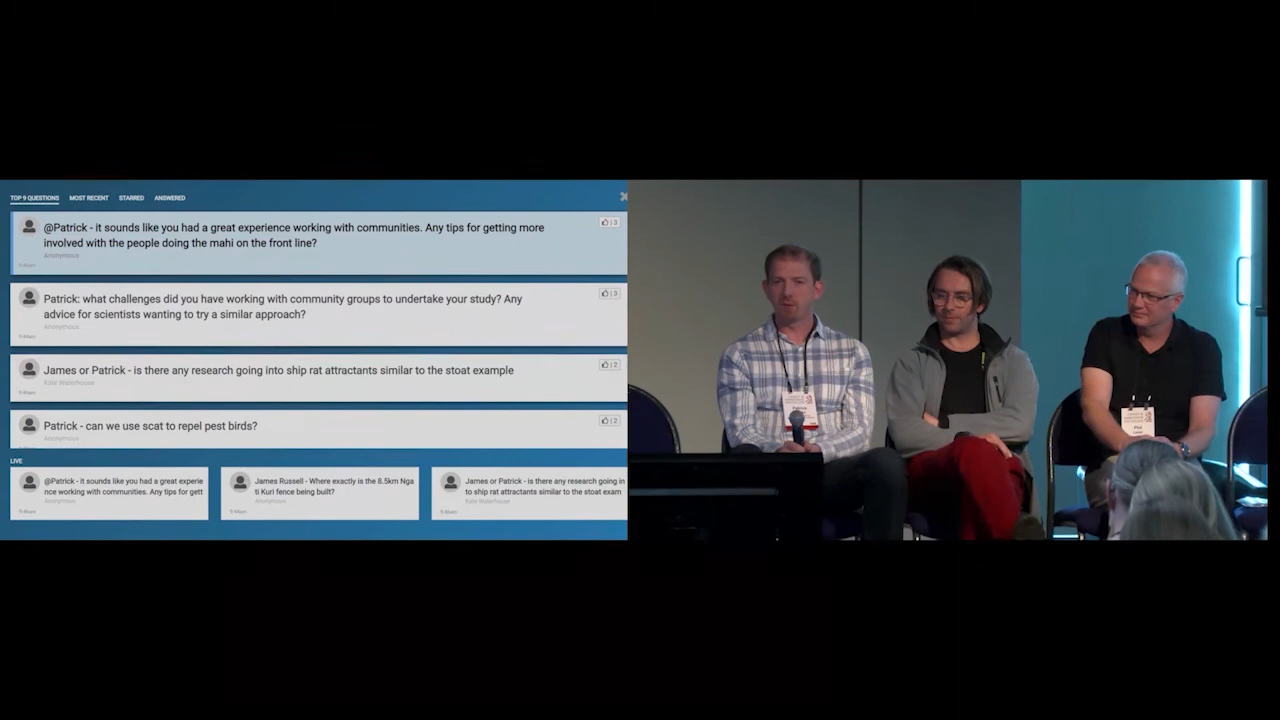 TOP 9 QUESTIONS MOST RECENT STARRED ANSWERED
@Patrick - it sounds like you had a great experience working with communities. Any tips for getting more
involved with the people doing the mahi on the front line?
Anonymous
3
Patrick: what challenges did you have working with community groups to undertake your study? Any
advice for scientists wanting to try a similar approach?
Anonymous
9:44am
3
James or Patrick - is there any research going into ship rat attractants similar to the stoat example
Kate Waterhouse
2
Patrick - can we use scat to repel pest birds?
Anonymous
2
LIVE
@Patrick - it sounds like you had a great experie
nce working with communities. Any tips for gett
Anonymous
James Russell - Where exactly is the 8.5km Nga
ti Kuri fence being built?
Anonymous
9:44am
James or Patrick - is there any research going in
to ship rat attractants similar to the stoat exam
Kate Waterhouse
Patrick
Phil